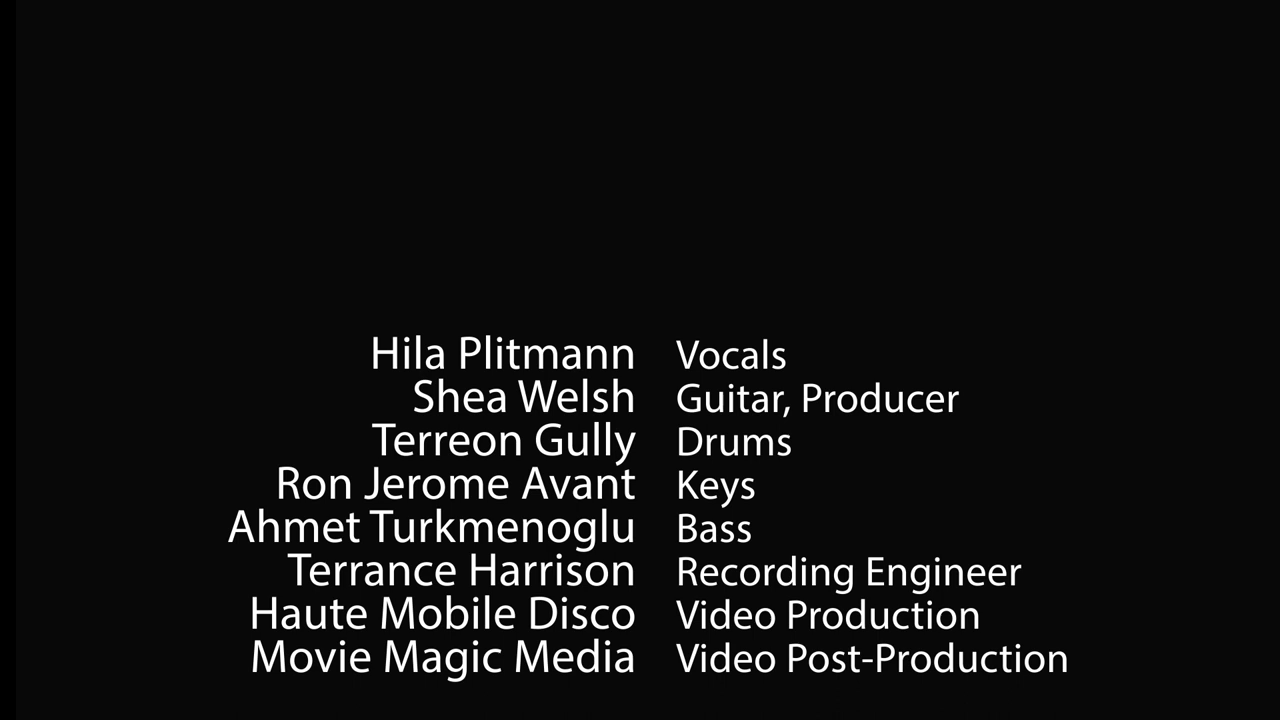 Hila Plitmann Vocals
Shea Welsh Guitar, Producer
Terreon Gully Drums
Ron Jerome Avant Keys
Ahmet Turkmenoglu Bass
Terrance Harrison Recording Engineer
Haute Mobile Disco Video Production
Movie Magic Media Video Post-Production